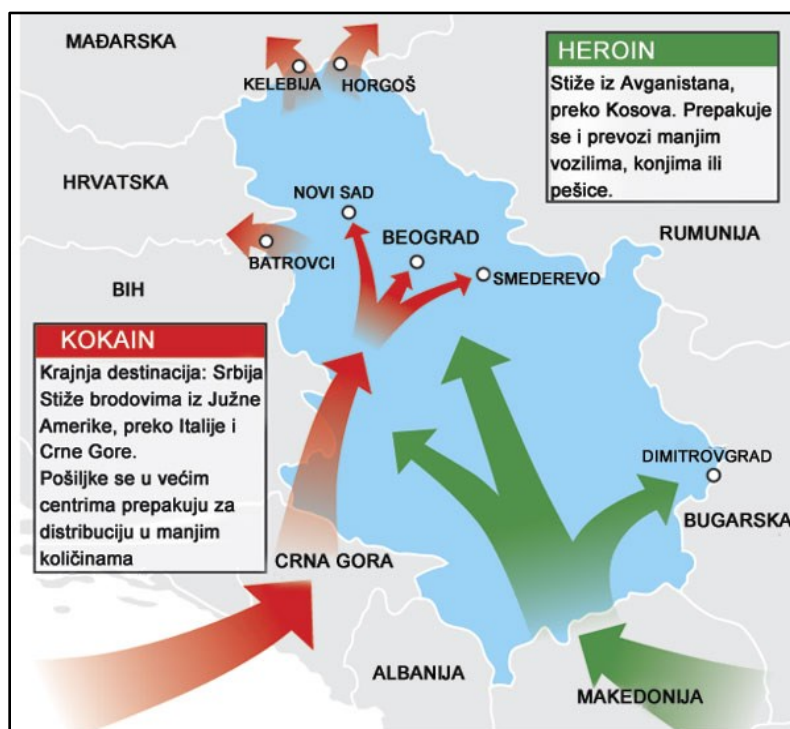 MAĐARSKA
KELEBIJA
HORGOŠ
HEROIN
Stiže iz Avganistana,
preko Kosova. Prepakuje
se i prevozi manjim
vozilima, konjima ili
pešice.
HRVATSKA
NOVI SAD
BEOGRAD
RUMUNIJA
BATROVCI
SMEDEREVO
BIH
KOKAIN
Krajnja destinacija: Srbija
Stiže brodovima iz Južne
Amerike, preko Italije i
Crne Gore.
Pošiljke se u većim
centrima prepakuju za
distribuciju u manjim
količinama
DIMITROVGRAD
BUGARSKA
CRNA GORA
ALBANIJA
MAKEDONIJA